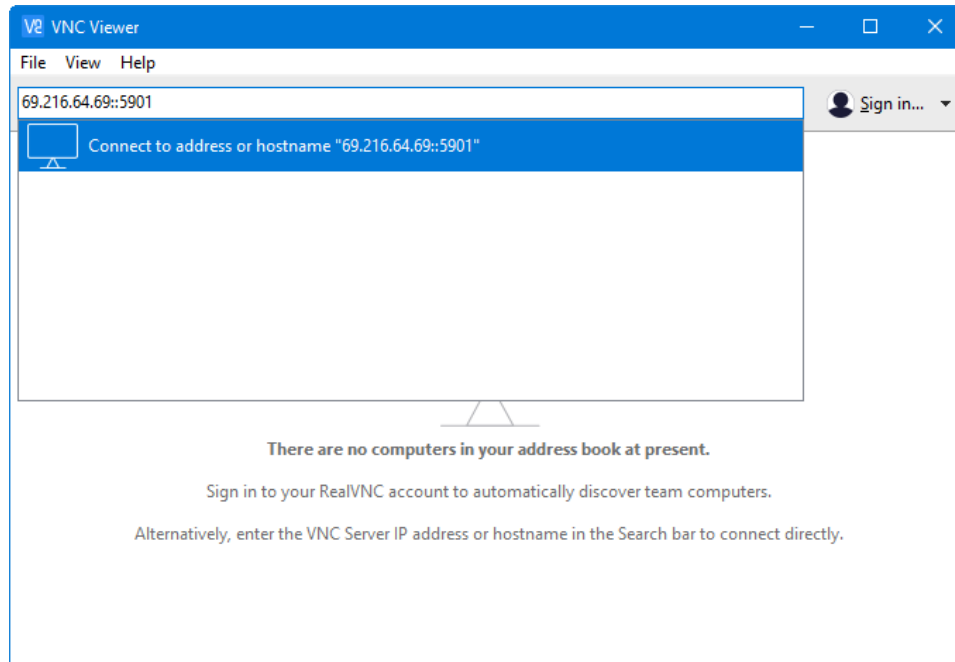 V2 VNC Viewer
File View Help
69.216.64.69::5901
Sign in...
Connect to address or hostname "69.216.64.69::5901"
There are no computers in your address book at present.
Sign in to your RealVNC account to automatically discover team computers.
Alternatively, enter the VNC Server IP address or hostname in the Search bar to connect directly.